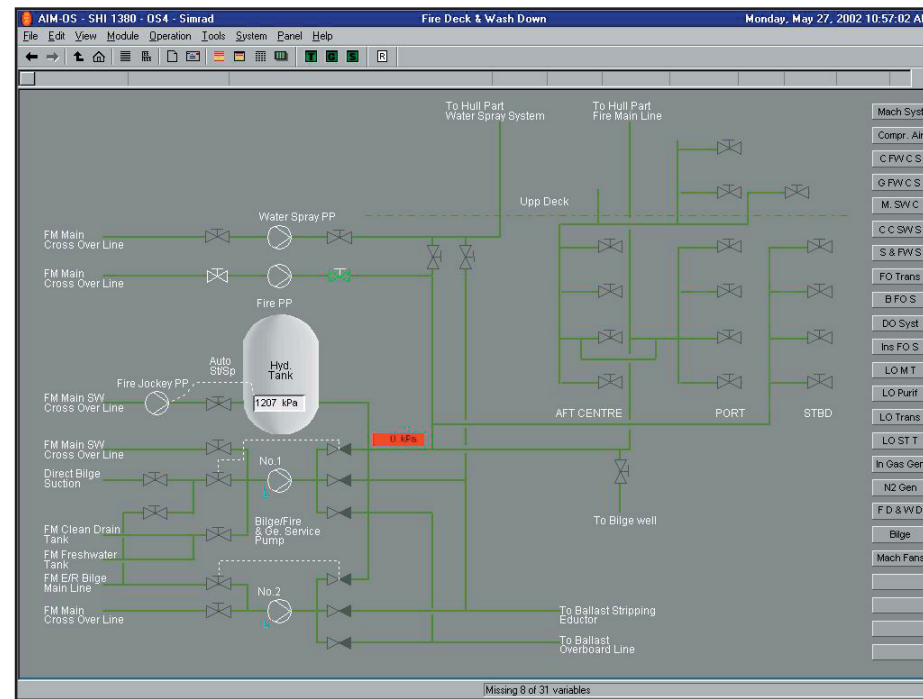 AIM-OS - SHI 1380 - OS4 - Simrad
Fire Deck & Wash Down
Monday, May 27, 2002 10:57:02 A
File Edit View Module Operation Tools System Panel Help
T G S R
To Hull Part
Water Spray System
To Hull Part
Fire Main Line
Upp Deck
Water Spray PP
FM Main
Cross Over Line
FM Main
Cross Over Line
Fire PP
Auto
St/Sp
Hyd.
Tank
1207 kPa
Fire Jockey PP
FM Main SW
Cross Over Line
AFT CENTRE
PORT
STBD
0 kPa
FM Main SW
Cross Over Line
No.1
Direct Bilge
Suction
Bilge/Fire
& Ge. Service
Pump
To Bilge well
FM Clean Drain
Tank
FM Freshwater
Tank
FM E/R Bilge
Main Line
No.2
FM Main
Cross Over Line
To Ballast Stripping
Eductor
To Ballast
Overboard Line
Mach Syst
Compr. Air
C FW C S
G FW C S
M. SW C
C C SW S
S & FW S
FO Trans
B FO S
DO Syst
Ins FO S
LO M T
LO Purif
LO Trans
LO ST T
In Gas Gen
N2 Gen
F D & W D
Bilge
Mach Fans
Missing 8 of 31 variables